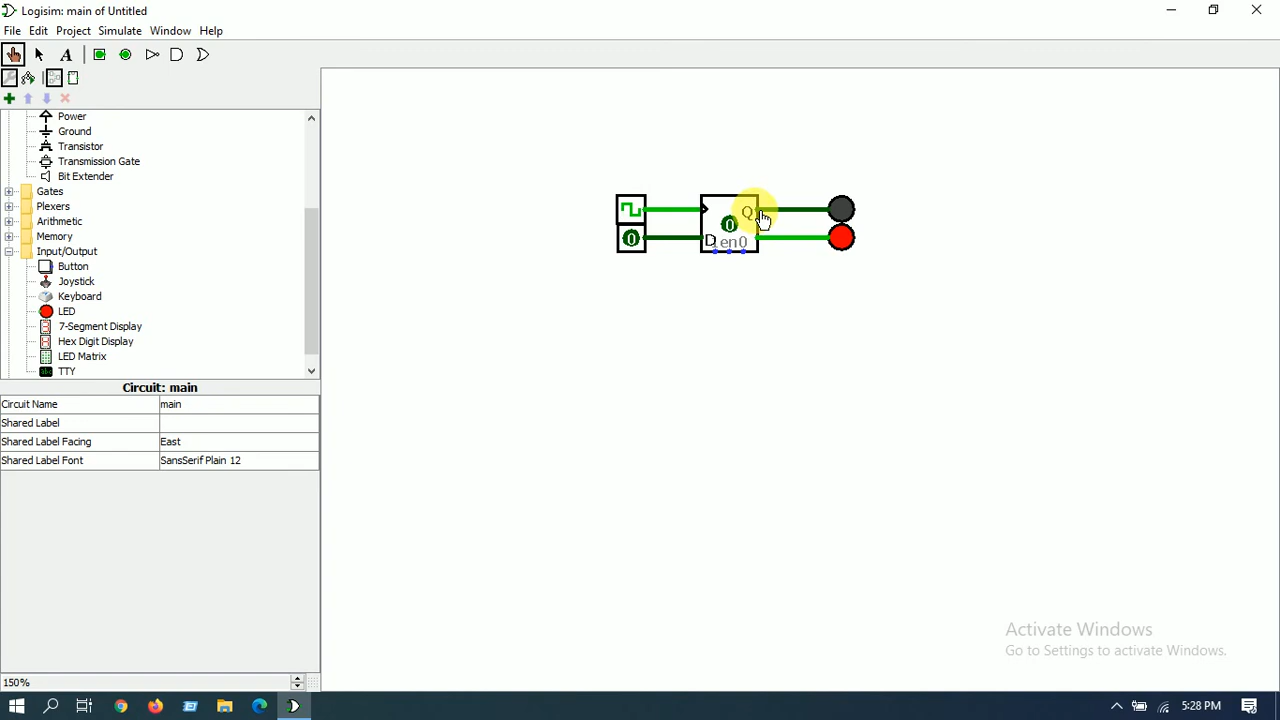 Logisim: main of Untitled
File Edit Project Simulate Window Help
A
Power
Ground
Transistor
Transmission Gate
Bit Extender
Gates
Plexers
Arithmetic
Memory
Input/Output
Button
Joystick
Keyboard
LED
7-Segment Display
Hex Digit Display
LED Matrix
TTY
Circuit: main
Circuit Name main
Shared Label
Shared Label Facing East
Shared Label Font SansSerif Plain 12
150%
Q
0
0 D 1 en 0
Activate Windows
Go to Settings to activate Windows.
5:28 PM